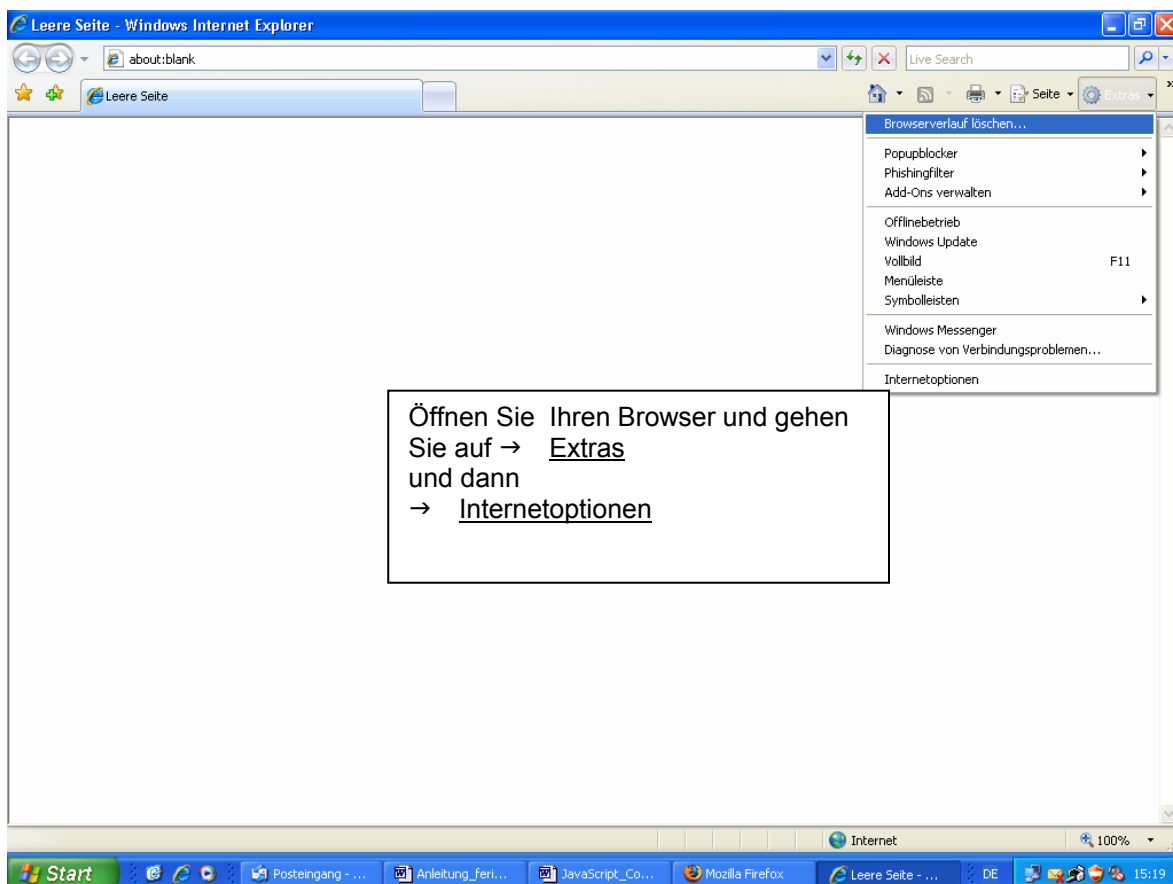 Leere Seite - Windows Internet Explorer
about:blank
Live Search
Leere Seite
Seite
Extras
»
Browserverlauf löschen...
Popupblocker
Phishingfilter
Add-Ons verwalten
Offlinebetrieb
Windows Update
Vollbild F11
Menüleiste
Symbolleisten
Windows Messenger
Diagnose von Verbindungsproblemen...
Internetoptionen
Öffnen Sie Ihren Browser und gehen
Sie auf → Extras
und dann
→ Internetoptionen
Internet
100%
Start
Posteingang - ...
Anleitung_feri...
JavaScript_Co...
Mozilla Firefox
Leere Seite - ...
DE
15:19